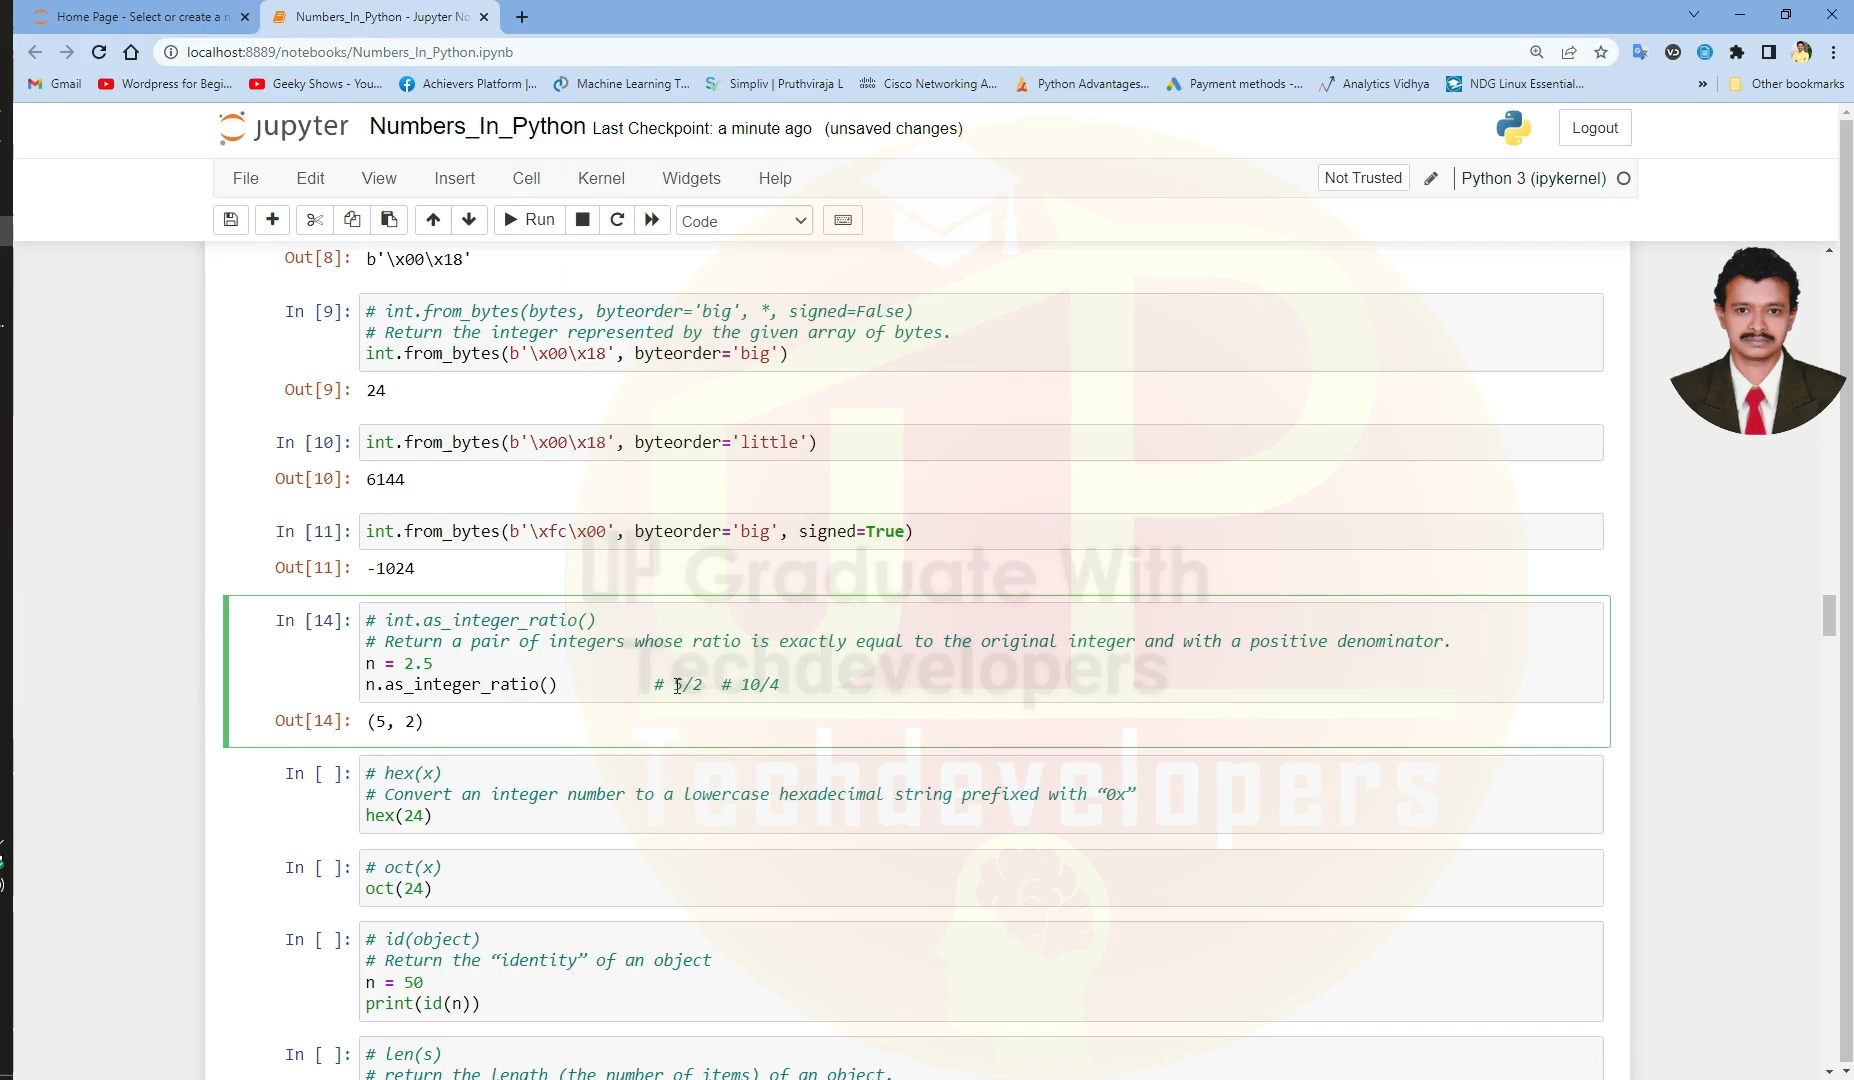 Home Page - Select or create a n
Numbers_In_Python - Jupyter No
localhost:8889/notebooks/Numbers_In_Python.ipynb
Gmail
Wordpress for Begi...
Geeky Shows - You...
Achievers Platform |...
Machine Learning T...
Simpliv | Pruthviraja L
Cisco Networking A...
Python Advantages...
Payment methods -...
Analytics Vidhya
NDG Linux Essential...
»
Other bookmarks
jupyter Numbers_In_Python Last Checkpoint: a minute ago (unsaved changes)
Logout
File Edit View Insert Cell Kernel Widgets Help
Not Trusted
Python 3 (ipykernel)
Run
Code
Out[8]: b'\x00\x18'
In [9]: # int.from_bytes(bytes, byteorder='big', *, signed=False)
# Return the integer represented by the given array of bytes.
int.from_bytes(b'\x00\x18', byteorder='big')
Out[9]: 24
In [10]: int.from_bytes(b'\x00\x18', byteorder='little')
Out[10]: 6144
In [11]: int.from_bytes(b'\xfc\x00', byteorder='big', signed=True)
Out[11]: -1024
UP Graduate With
In [14]: # int.as_integer_ratio()
# Return a pair of integers whose ratio is exactly equal to the original integer and with a positive denominator.
n = 2.5
Techdevelopers
n.as_integer_ratio() # 5/2 # 10/4
Out[14]: (5, 2)
Techdevelopers
In [ ]: # hex(x)
# Convert an integer number to a lowercase hexadecimal string prefixed with “0x”
hex(24)
In [ ]: # oct(x)
oct(24)
In [ ]: # id(object)
# Return the “identity” of an object
n = 50
print(id(n))
In [ ]: # len(s)
# return the length (the number of items) of an object.